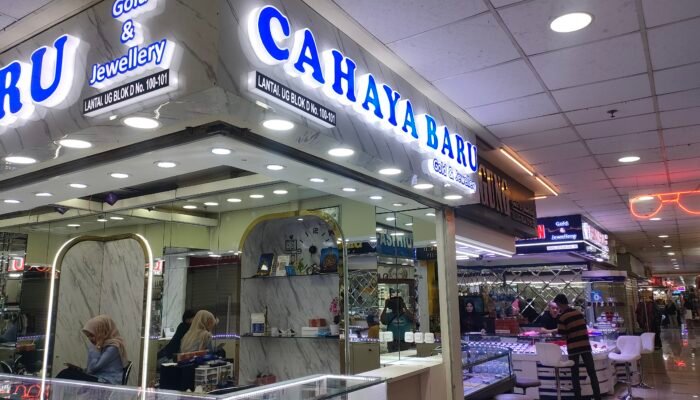 RU
Gold
&
Jewellery
LANTAI. UG BLOK D No. 100-101
CAHAYA BARU
LANTAI. UG BLOK D No. 100-101
Gold & Jewellery
Gold
&
Jewellery